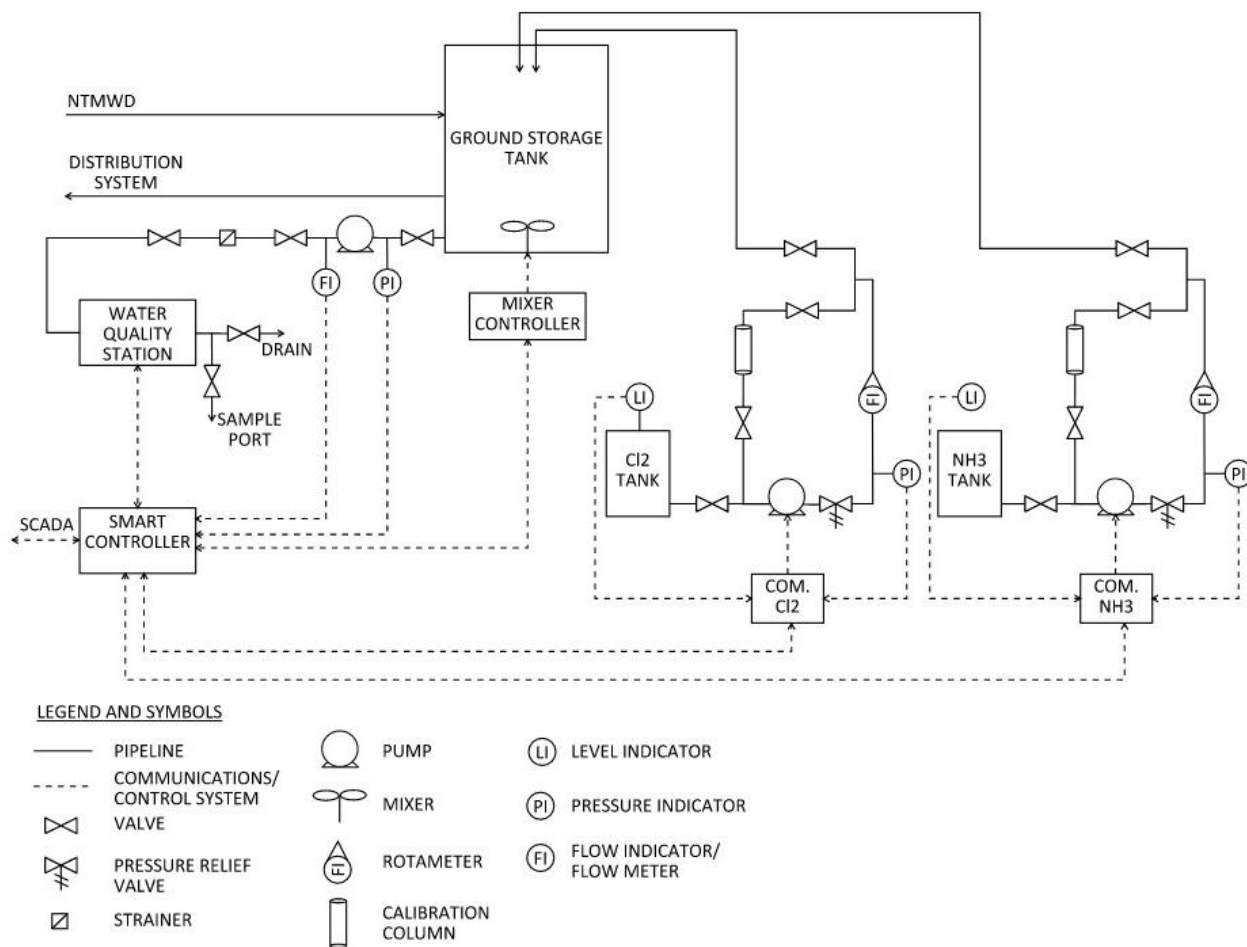 NTMWD
GROUND STORAGE
TANK
DISTRIBUTION
SYSTEM
FI
PI
MIXER
CONTROLLER
WATER
QUALITY
STATION
DRAIN
SAMPLE
PORT
LI
Cl2
TANK
FI
PI
LI
NH3
TANK
FI
PI
SCADA
SMART
CONTROLLER
COM.
Cl2
COM.
NH3
LEGEND AND SYMBOLS
PIPELINE
COMMUNICATIONS/
CONTROL SYSTEM
VALVE
PRESSURE RELIEF
VALVE
STRAINER
PUMP
MIXER
FI
ROTAMETER
CALIBRATION
COLUMN
LI
LEVEL INDICATOR
PI
PRESSURE INDICATOR
FI
FLOW INDICATOR/
FLOW METER